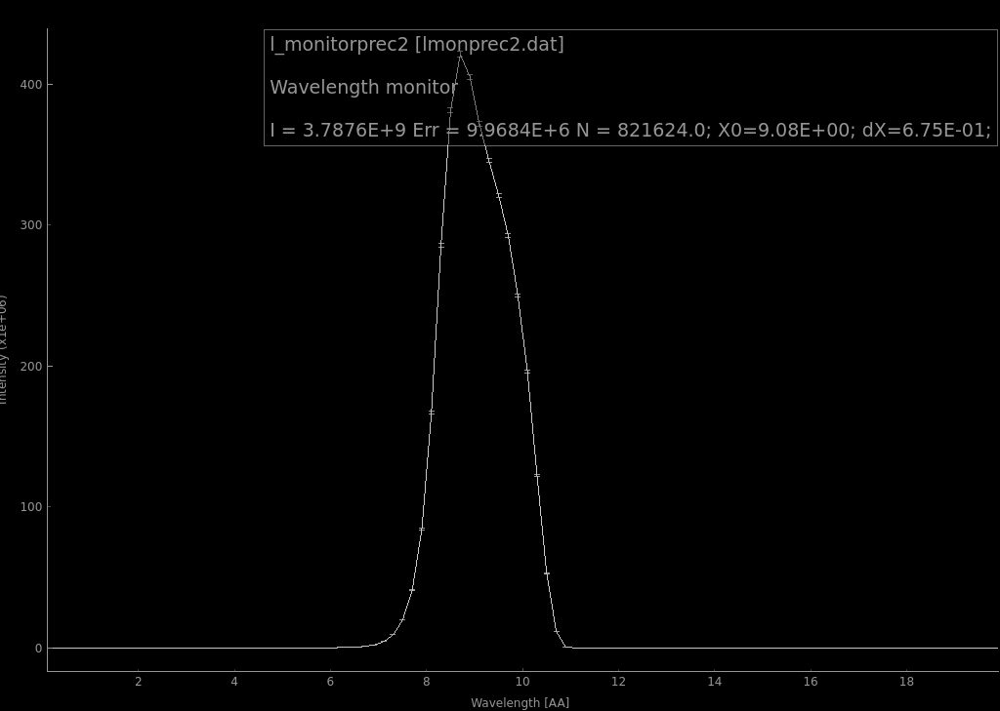 l_monitorprec2 [lmonprec2.dat]
Wavelength monitor
I = 3.7876E+9 Err = 9.9684E+6 N = 821624.0; X0=9.08E+00; dX=6.75E-01;
400
300
200
100
0
Intensity (x1e+06)
2 4 6 8 10 12 14 16 18
Wavelength [AA]